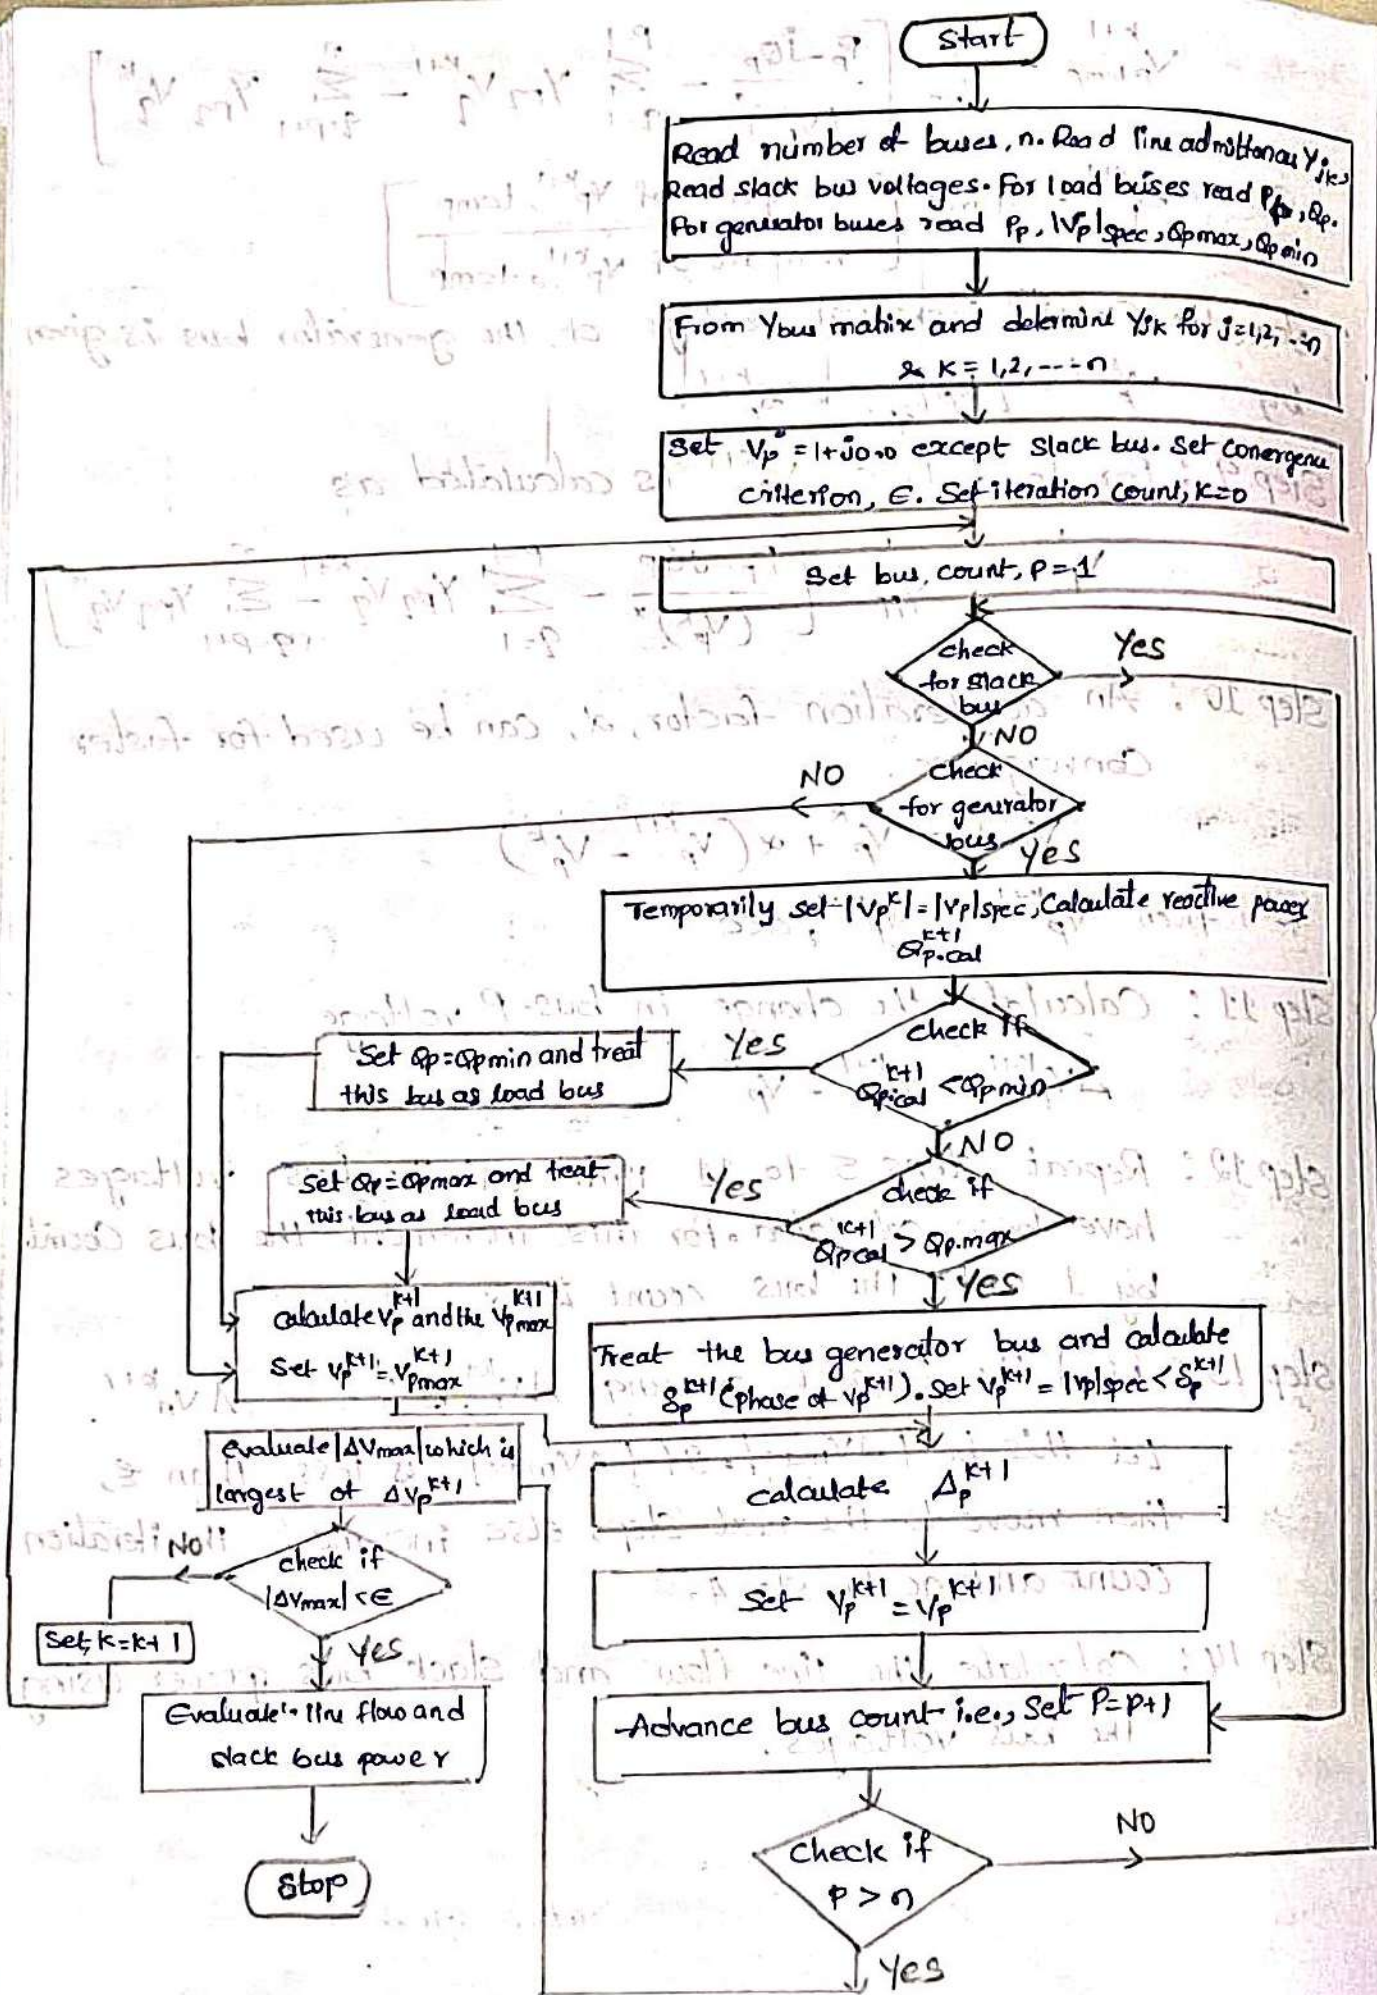 Start
Read number of buses, n. Read line admittances Yjk,
Read slack bus voltages. For load buses read Pp, Qp.
For generator buses read Pp, |Vp|spec, Qpmax, Qpmin
From Ybus matrix and determine Yjk for j=1,2,---n
& K = 1,2,----n
Set Vp⁰ = 1+j0.0 except slack bus. Set convergence
criterion, ∈. Set iteration count, K=0
Set bus count, P=1
check
for slack
bus
Yes
NO
check
for generator
bus
NO
Yes
Temporarily set |Vp^k| = |Vp|spec, Calculate reactive power
Qp.cal^k+1
check if
Qp.cal^k+1 < Qpmin
Yes
Set Qp=Qpmin and treat
this bus as load bus
NO
check if
Qpcal^k+1 > Qp.max
Yes
Set Qp=Qpmax and treat
this bus as load bus
Yes
calculate Vp^k+1 and the Vpmax^k+1
Set Vp^k+1 = Vpmax^k+1
Treat the bus generator bus and calculate
δp^k+1 (phase of Vp^k+1). Set Vp^k+1 = |Vp|spec < δp^k+1
evaluate |ΔVmax| which is
largest of ΔVp^k+1
calculate Δp^k+1
check if
|ΔVmax| < ∈
NO
Set, k=k+1
Yes
Set Vp^k+1 = Vp^k+1
Evaluate line flow and
slack bus power
Advance bus count i.e., Set P=P+1
Stop
check if
P > n
NO
Yes